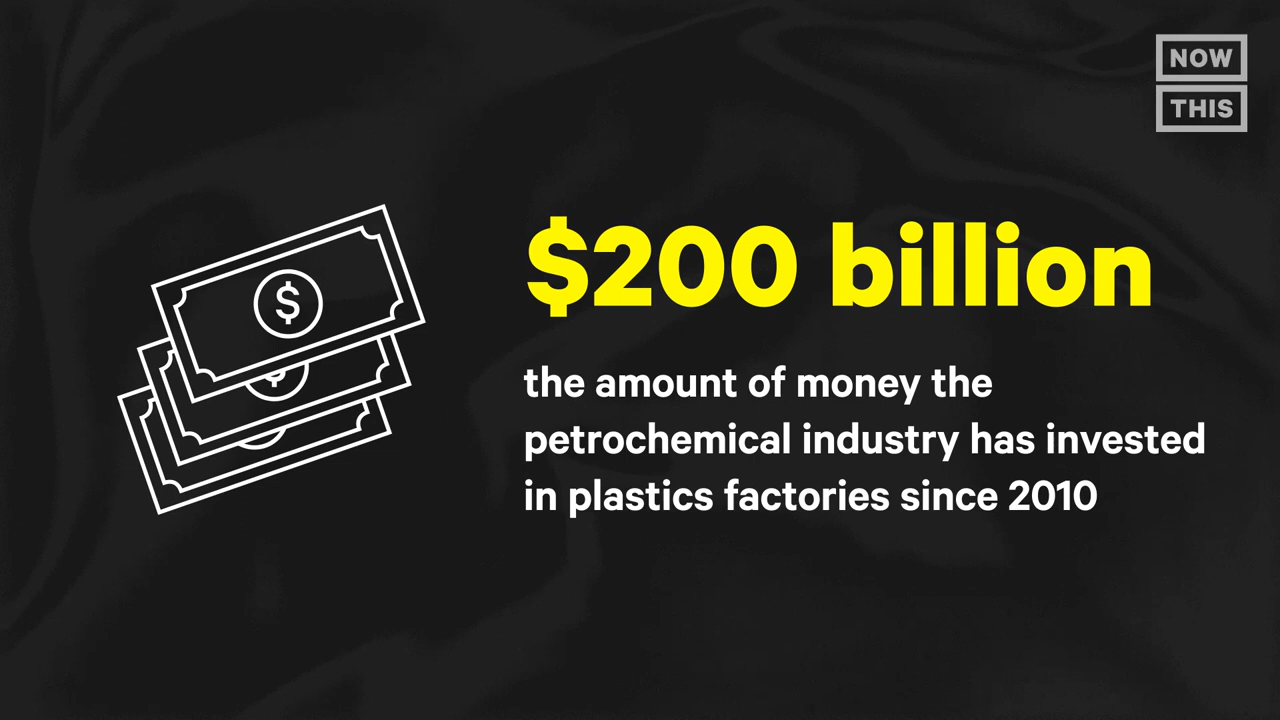 NOW
THIS
$200 billion
the amount of money the
petrochemical industry has invested
in plastics factories since 2010
$
$